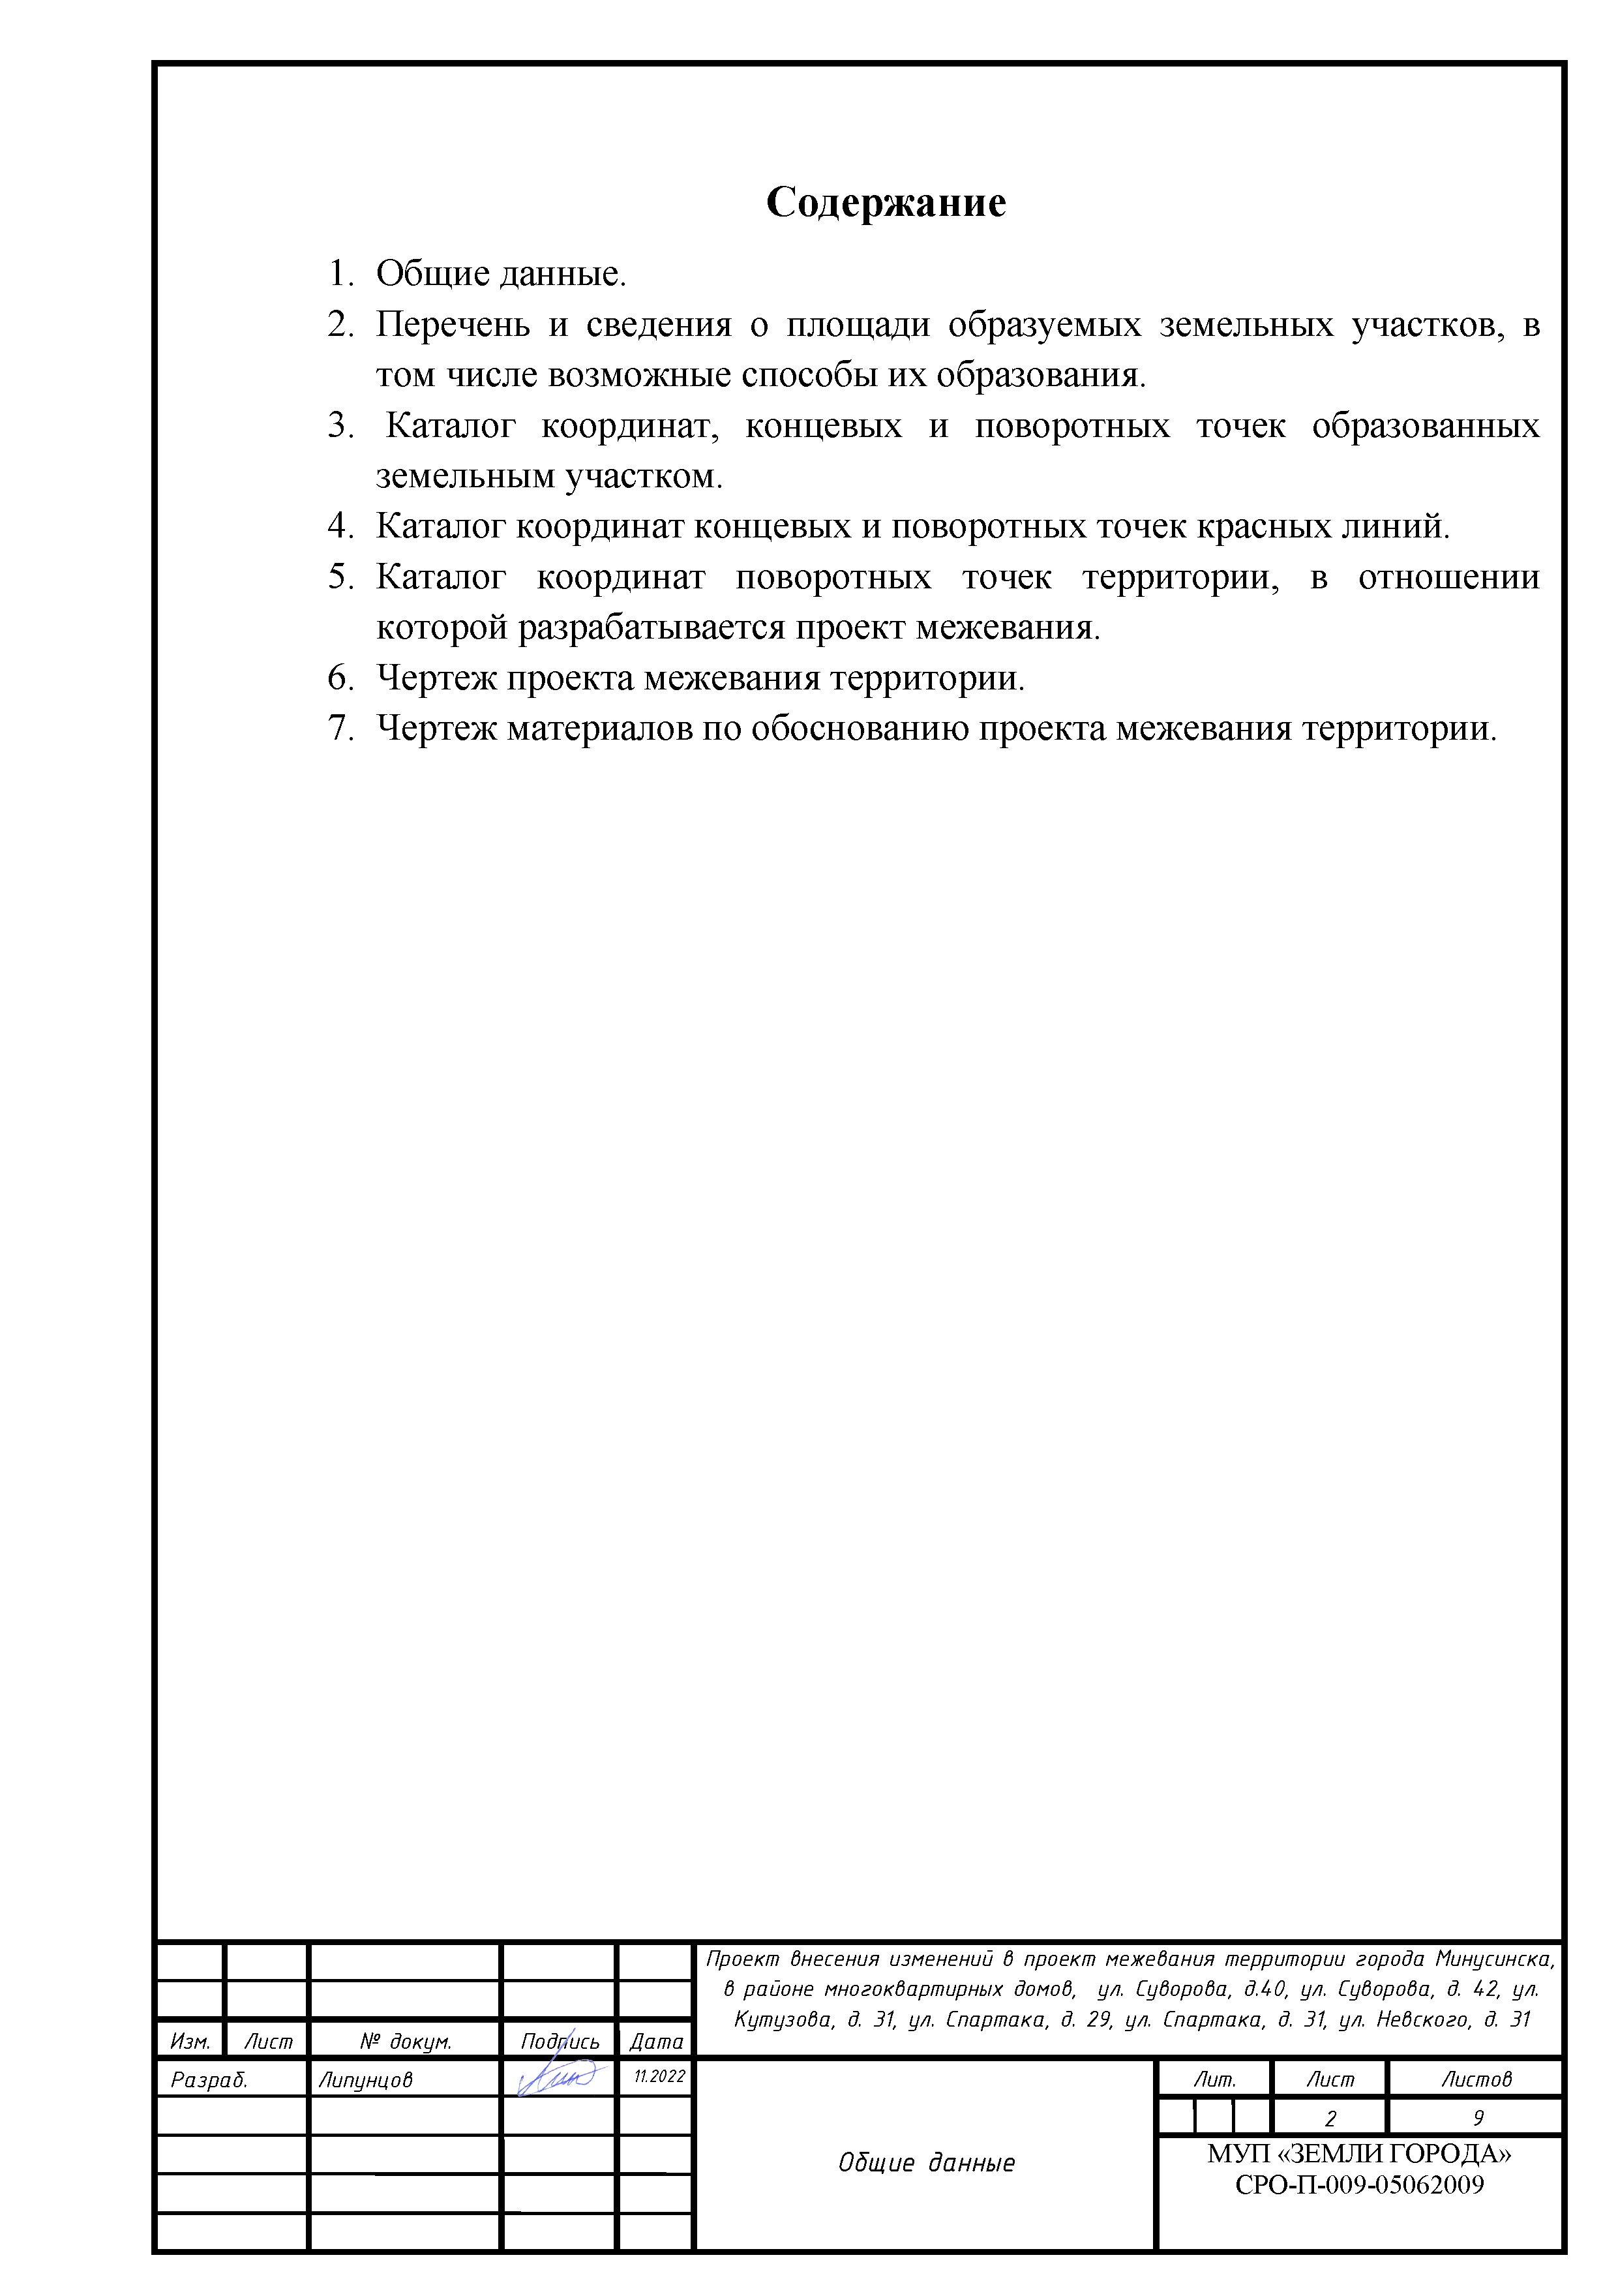 Содержание
1. Общие данные.
2. Перечень и сведения о площади образуемых земельных участков, в
том числе возможные способы их образования.
3. Каталог координат, концевых и поворотных точек образованных
земельным участком.
4. Каталог координат концевых и поворотных точек красных линий.
5. Каталог координат поворотных точек территории, в отношении
которой разрабатывается проект межевания.
6. Чертеж проекта межевания территории.
7. Чертеж материалов по обоснованию проекта межевания территории.
Проект внесения изменений в проект межевания территории города Минусинска,
в районе многоквартирных домов, ул. Суворова, д.40, ул. Суворова, д. 42, ул.
Кутузова, д. 31, ул. Спартака, д. 29, ул. Спартака, д. 31, ул. Невского, д. 31
Изм. Лист № докум. Подпись Дата
Разраб. Липунцов 11.2022
Лит. Лист Листов
2 9
Общие данные
МУП «ЗЕМЛИ ГОРОДА»
СРО-П-009-05062009